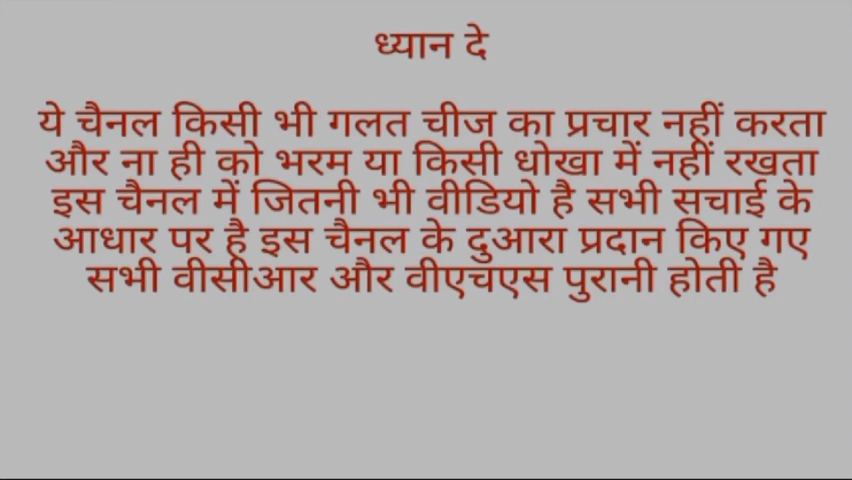 ध्यान दे
ये चैनल किसी भी गलत चीज का प्रचार नहीं करता
और ना ही को भरम या किसी धोखा में नहीं रखता
इस चैनल में जितनी भी वीडियो है सभी सचाई के
आधार पर है इस चैनल के दुआरा प्रदान किए गए
सभी वीसीआर और वीएचएस पुरानी होती है